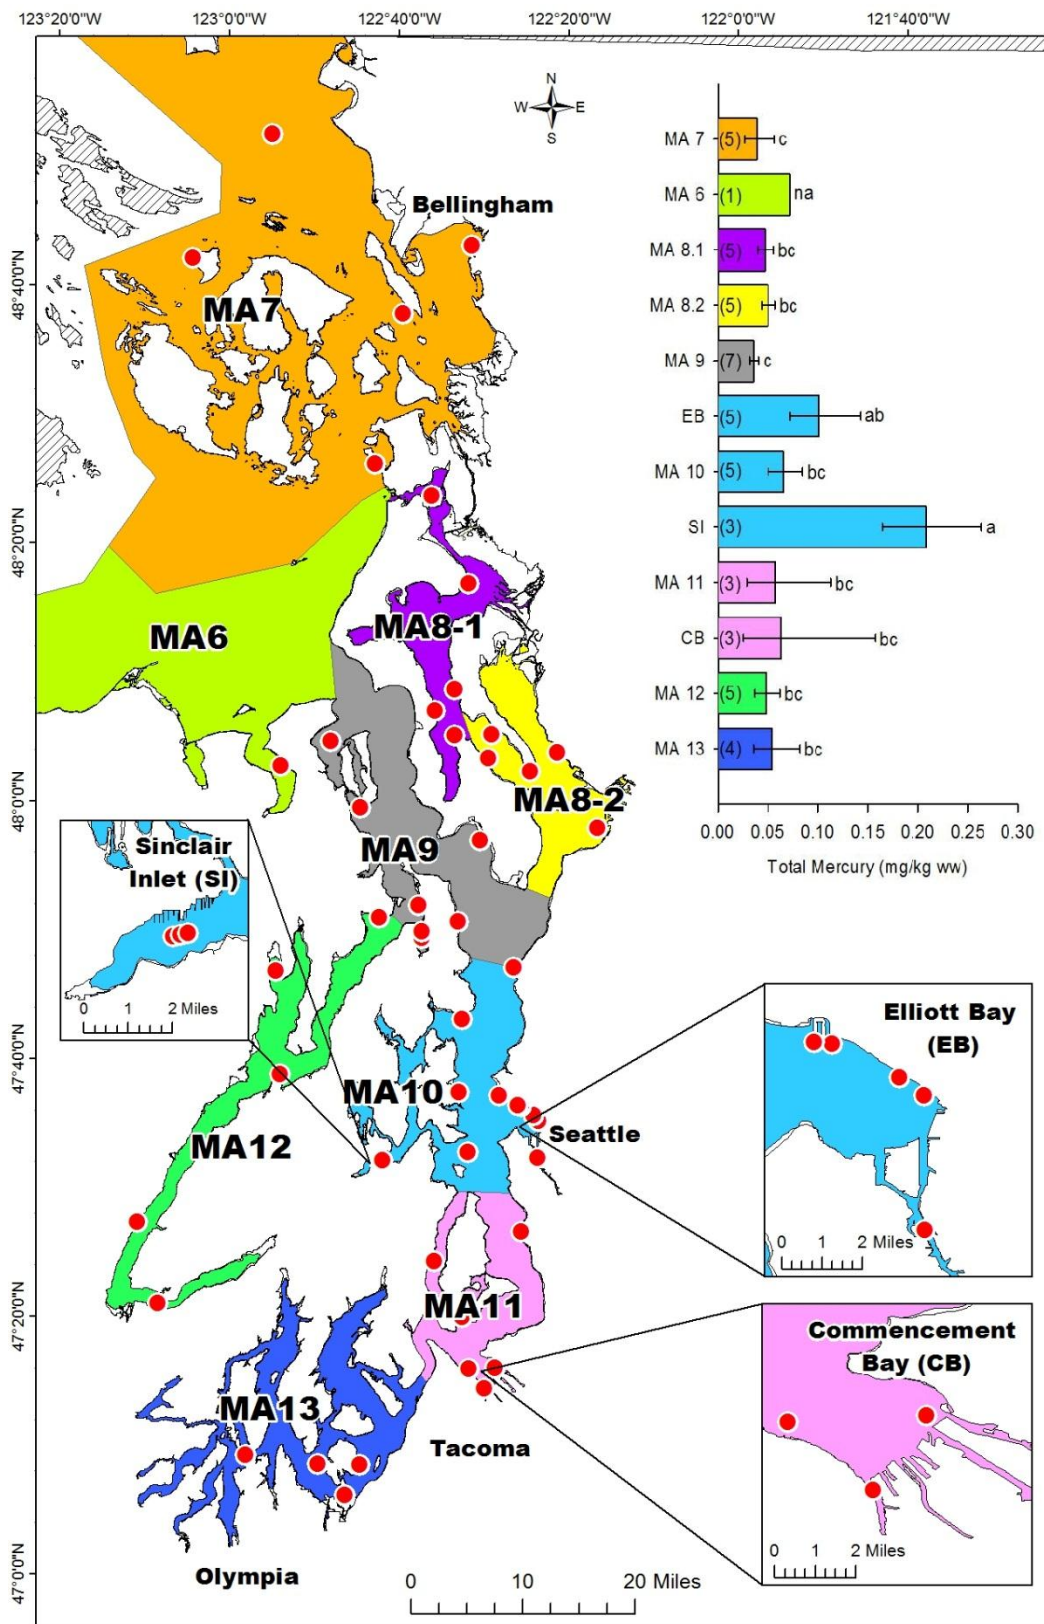 123°20'0"W 123°0'0"W 122°40'0"W 122°20'0"W 122°0'0"W 121°40'0"W
N
W E
S
Bellingham
48°40'0"N
MA7
48°20'0"N
MA6
MA8-1
48°0'0"N
MA8-2
MA9
Sinclair
Inlet (SI)
0 1 2 Miles
47°40'0"N
MA10
MA12
Seattle
47°20'0"N
MA11
MA13
Tacoma
47°0'0"N
Olympia
0 10 20 Miles
MA 7 (5) c
MA 6 (1) na
MA 8.1 (5) bc
MA 8.2 (5) bc
MA 9 (7) c
EB (5) ab
MA 10 (5) bc
SI (3) a
MA 11 (3) bc
CB (3) bc
MA 12 (5) bc
MA 13 (4) bc
0.00 0.05 0.10 0.15 0.20 0.25 0.30
Total Mercury (mg/kg ww)
Elliott Bay
(EB)
0 1 2 Miles
Commencement
Bay (CB)
0 1 2 Miles